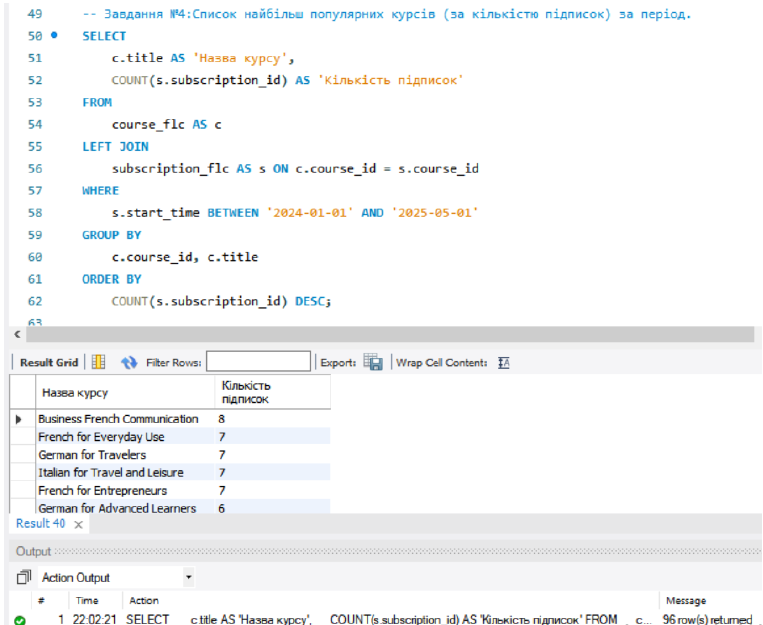 49 -- Завдання №4:Список найбільш популярних курсів (за кількістю підписок) за період.
50 SELECT
51 c.title AS 'Назва курсу',
52 COUNT(s.subscription_id) AS 'Кількість підписок'
53 FROM
54 course_flc AS c
55 LEFT JOIN
56 subscription_flc AS s ON c.course_id = s.course_id
57 WHERE
58 s.start_time BETWEEN '2024-01-01' AND '2025-05-01'
59 GROUP BY
60 c.course_id, c.title
61 ORDER BY
62 COUNT(s.subscription_id) DESC;
63
Result Grid Filter Rows: Export: Wrap Cell Content:
Назва курсу Кількість
підписок
Business French Communication 8
French for Everyday Use 7
German for Travelers 7
Italian for Travel and Leisure 7
French for Entrepreneurs 7
German for Advanced Learners 6
Result 40
Output
Action Output
# Time Action Message
1 22:02:21 SELECT c.title AS 'Назва курсу', COUNT(s.subscription_id) AS 'Кількість підписок' FROM c... 96 row(s) returned